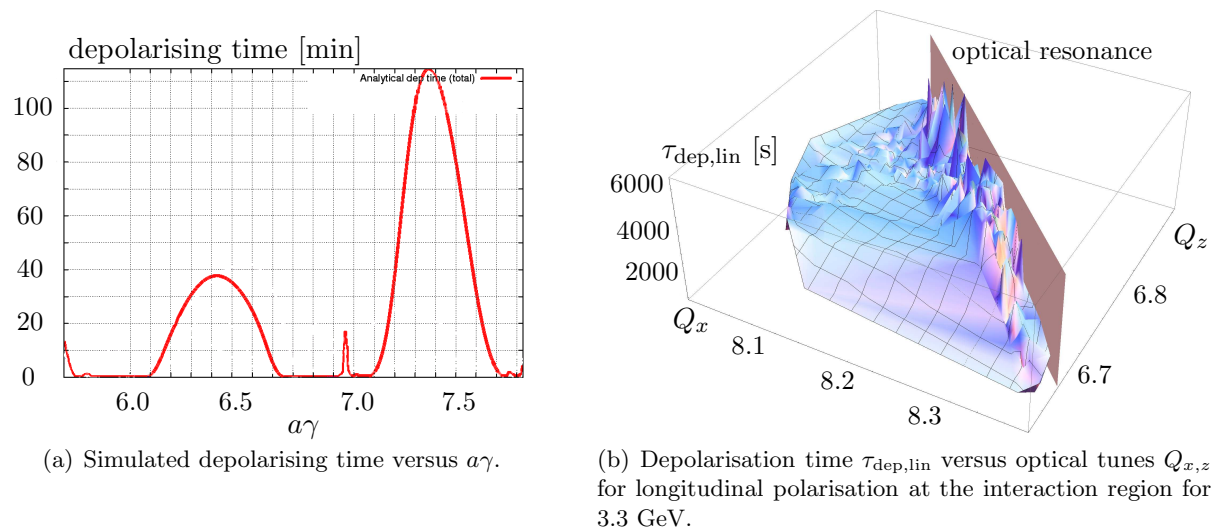 depolarising time [min]
Analytical dep time (total)
100
80
60
40
20
0
6.0 6.5 7.0 7.5
aγ
(a) Simulated depolarising time versus aγ.
optical resonance
τdep,lin [s]
6000
4000
2000
Qx
8.1
8.2
8.3
6.7
6.8
Qz
(b) Depolarisation time τdep,lin versus optical tunes Qx,z
for longitudinal polarisation at the interaction region for
3.3 GeV.